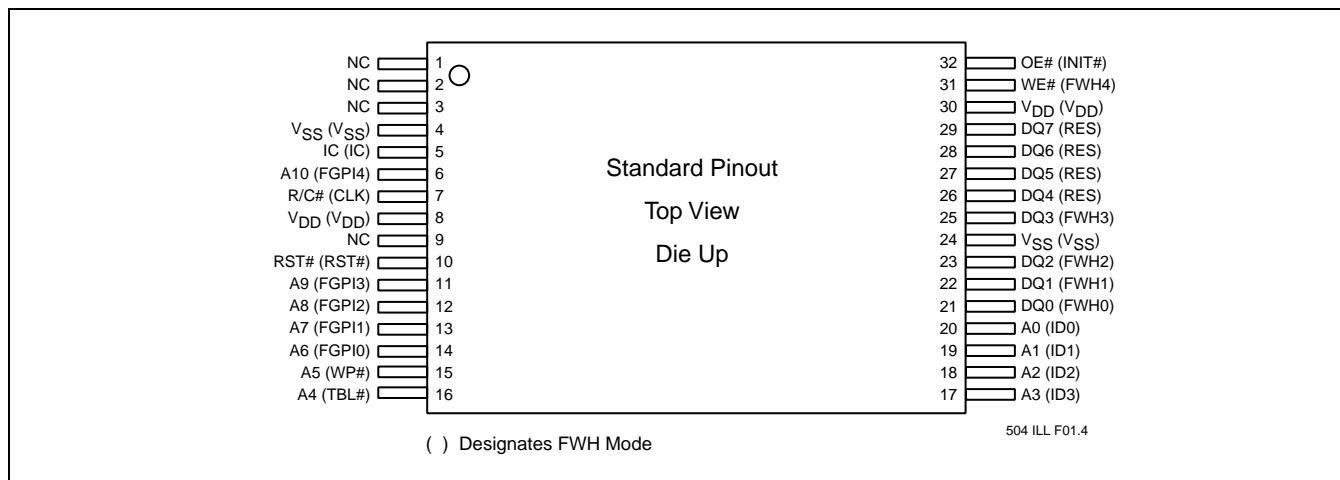 NC 1
NC 2
NC 3
VSS (VSS) 4
IC (IC) 5
A10 (FGPI4) 6
R/C# (CLK) 7
VDD (VDD) 8
NC 9
RST# (RST#) 10
A9 (FGPI3) 11
A8 (FGPI2) 12
A7 (FGPI1) 13
A6 (FGPI0) 14
A5 (WP#) 15
A4 (TBL#) 16
Standard Pinout
Top View
Die Up
32 OE# (INIT#)
31 WE# (FWH4)
30 VDD (VDD)
29 DQ7 (RES)
28 DQ6 (RES)
27 DQ5 (RES)
26 DQ4 (RES)
25 DQ3 (FWH3)
24 VSS (VSS)
23 DQ2 (FWH2)
22 DQ1 (FWH1)
21 DQ0 (FWH0)
20 A0 (ID0)
19 A1 (ID1)
18 A2 (ID2)
17 A3 (ID3)
504 ILL F01.4
( ) Designates FWH Mode